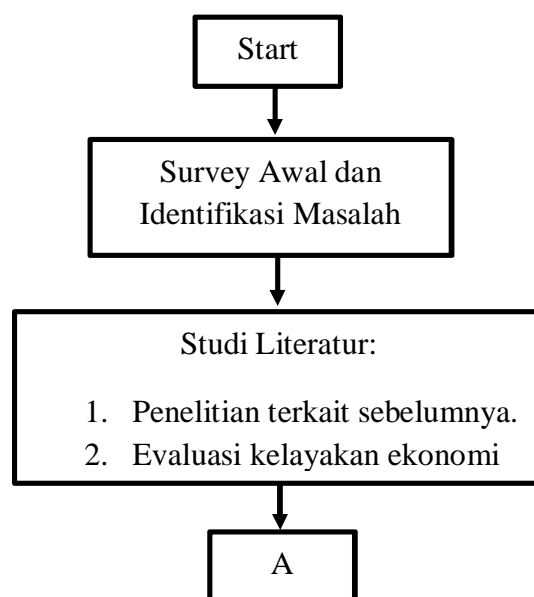 Start
Survey Awal dan
Identifikasi Masalah
Studi Literatur:
1. Penelitian terkait sebelumnya.
2. Evaluasi kelayakan ekonomi
A